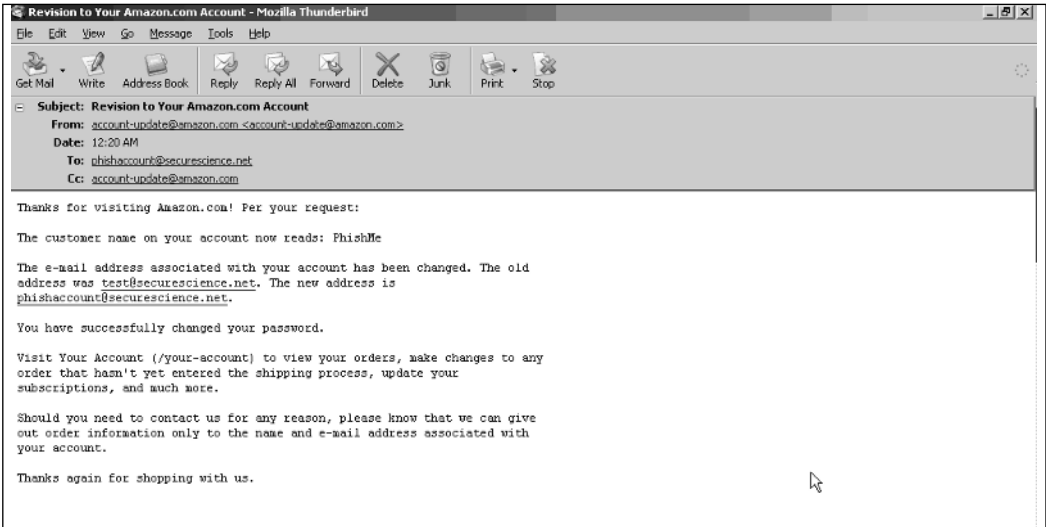 Revision to Your Amazon.com Account - Mozilla Thunderbird
File Edit View Go Message Tools Help
Get Mail Write Address Book Reply Reply All Forward Delete Junk Print Stop
Subject: Revision to Your Amazon.com Account
From: account-update@amazon.com <account-update@amazon.com>
Date: 12:20 AM
To: phishaccount@securescience.net
Cc: account-update@amazon.com
Thanks for visiting Amazon.com! Per your request:
The customer name on your account now reads: PhishMe
The e-mail address associated with your account has been changed. The old
address was test@securescience.net. The new address is
phishaccount@securescience.net.
You have successfully changed your password.
Visit Your Account (/your-account) to view your orders, make changes to any
order that hasn't yet entered the shipping process, update your
subscriptions, and much more.
Should you need to contact us for any reason, please know that we can give
out order information only to the name and e-mail address associated with
your account.
Thanks again for shopping with us.